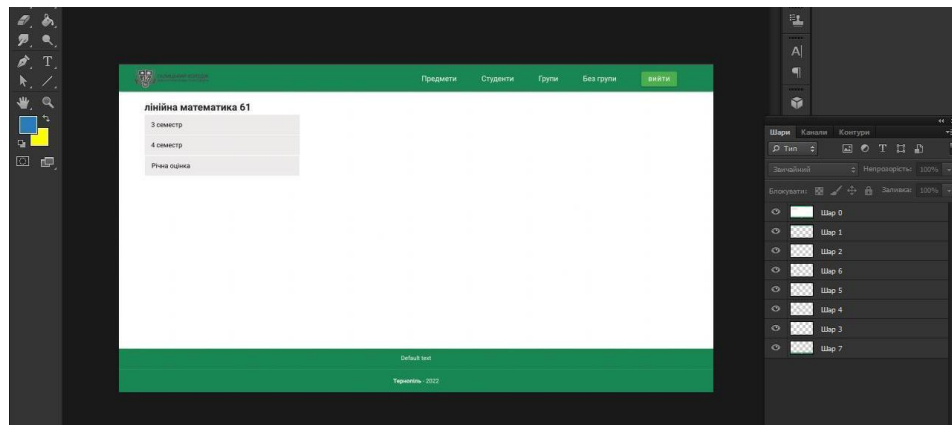 Предмети Студенти Групи Без групи ВИЙТИ
лінійна математика 61
3 семестр
4 семестр
Річна оцінка
Default text
Тернопіль - 2022
Шари Канали Контури
Тип
Звичайний Непрозорість: 100%
Блокувати: Заливка: 100%
Шар 0
Шар 1
Шар 2
Шар 6
Шар 5
Шар 4
Шар 3
Шар 7